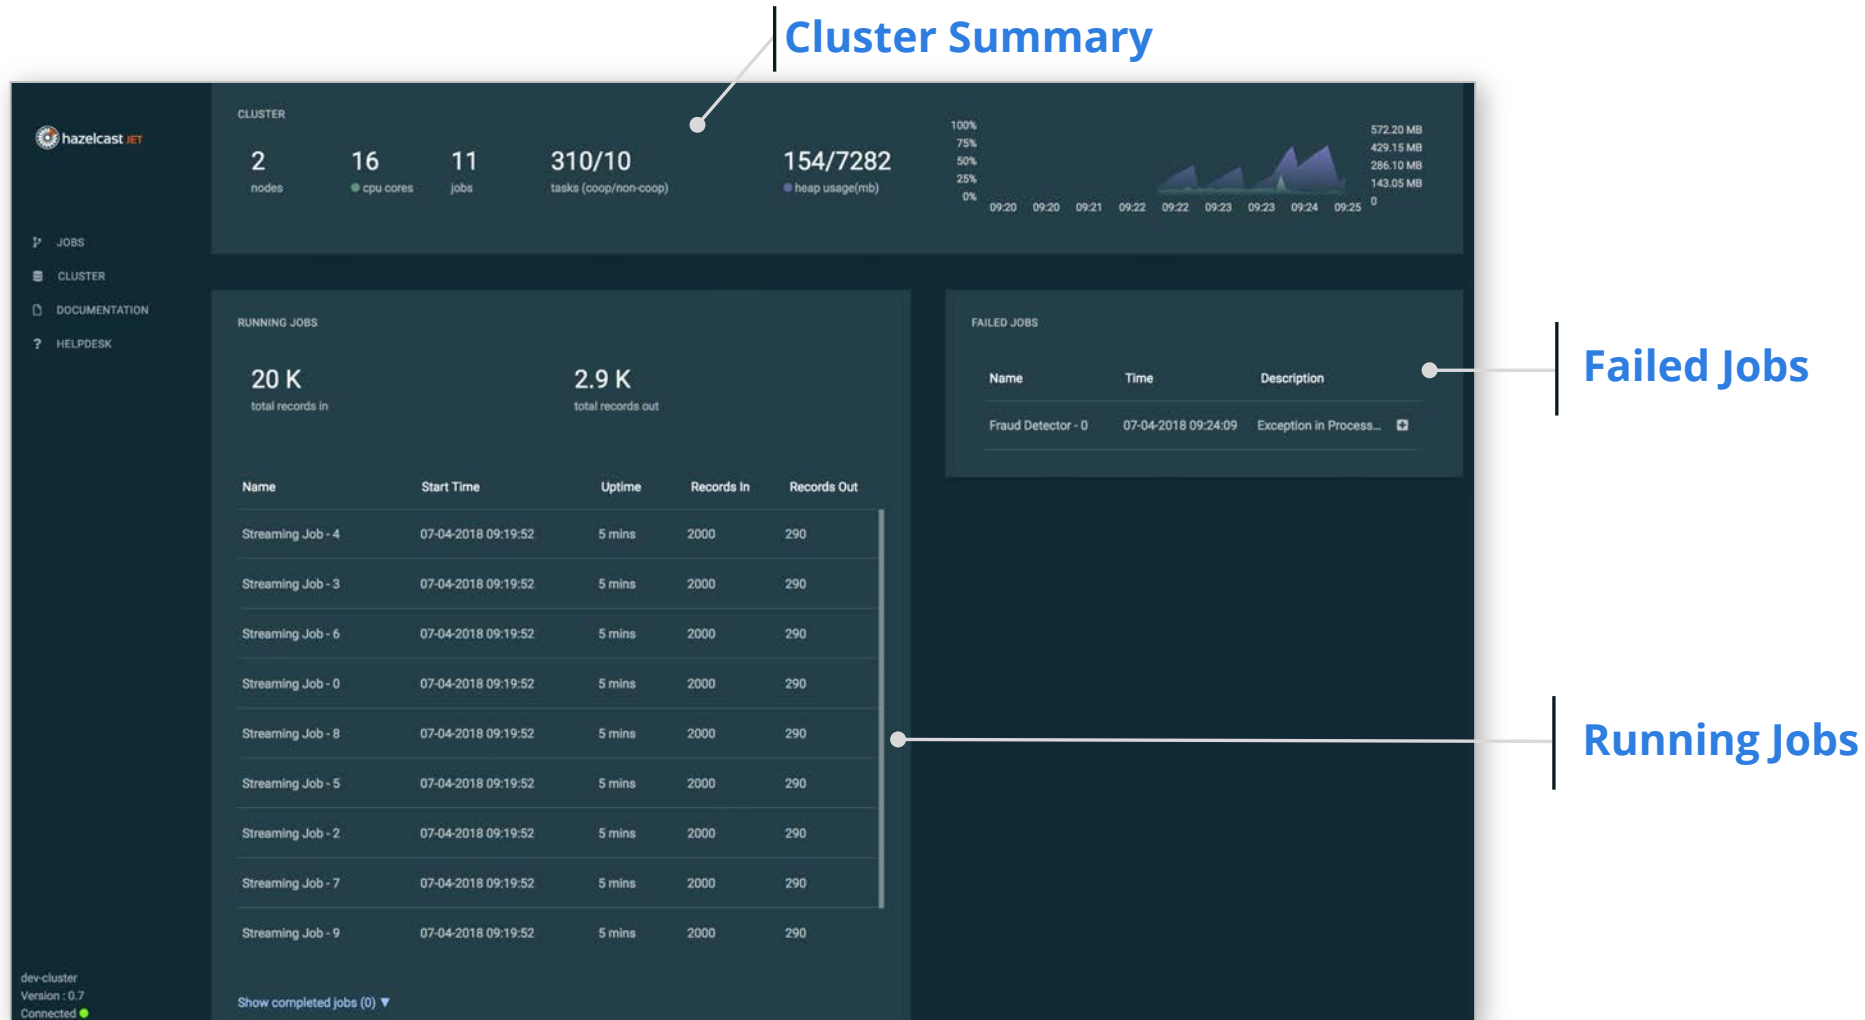 Cluster Summary
hazelcast JET
JOBS
CLUSTER
DOCUMENTATION
HELPDESK
CLUSTER
2 16 11 310/10 154/7282
nodes cpu cores jobs tasks (coop/non-coop) heap usage(mb)
100% 572.20 MB
75% 429.15 MB
50% 286.10 MB
25% 143.05 MB
0% 0
09:20 09:20 09:21 09:22 09:22 09:23 09:23 09:24 09:25
RUNNING JOBS
20 K 2.9 K
total records in total records out
Name Start Time Uptime Records In Records Out
Streaming Job - 4 07-04-2018 09:19:52 5 mins 2000 290
Streaming Job - 3 07-04-2018 09:19:52 5 mins 2000 290
Streaming Job - 6 07-04-2018 09:19:52 5 mins 2000 290
Streaming Job - 0 07-04-2018 09:19:52 5 mins 2000 290
Streaming Job - 8 07-04-2018 09:19:52 5 mins 2000 290
Streaming Job - 5 07-04-2018 09:19:52 5 mins 2000 290
Streaming Job - 2 07-04-2018 09:19:52 5 mins 2000 290
Streaming Job - 7 07-04-2018 09:19:52 5 mins 2000 290
Streaming Job - 9 07-04-2018 09:19:52 5 mins 2000 290
Show completed jobs (0) ▼
FAILED JOBS
Name Time Description
Fraud Detector - 0 07-04-2018 09:24:09 Exception in Process...
Failed Jobs
Running Jobs
dev-cluster
Version : 0.7
Connected